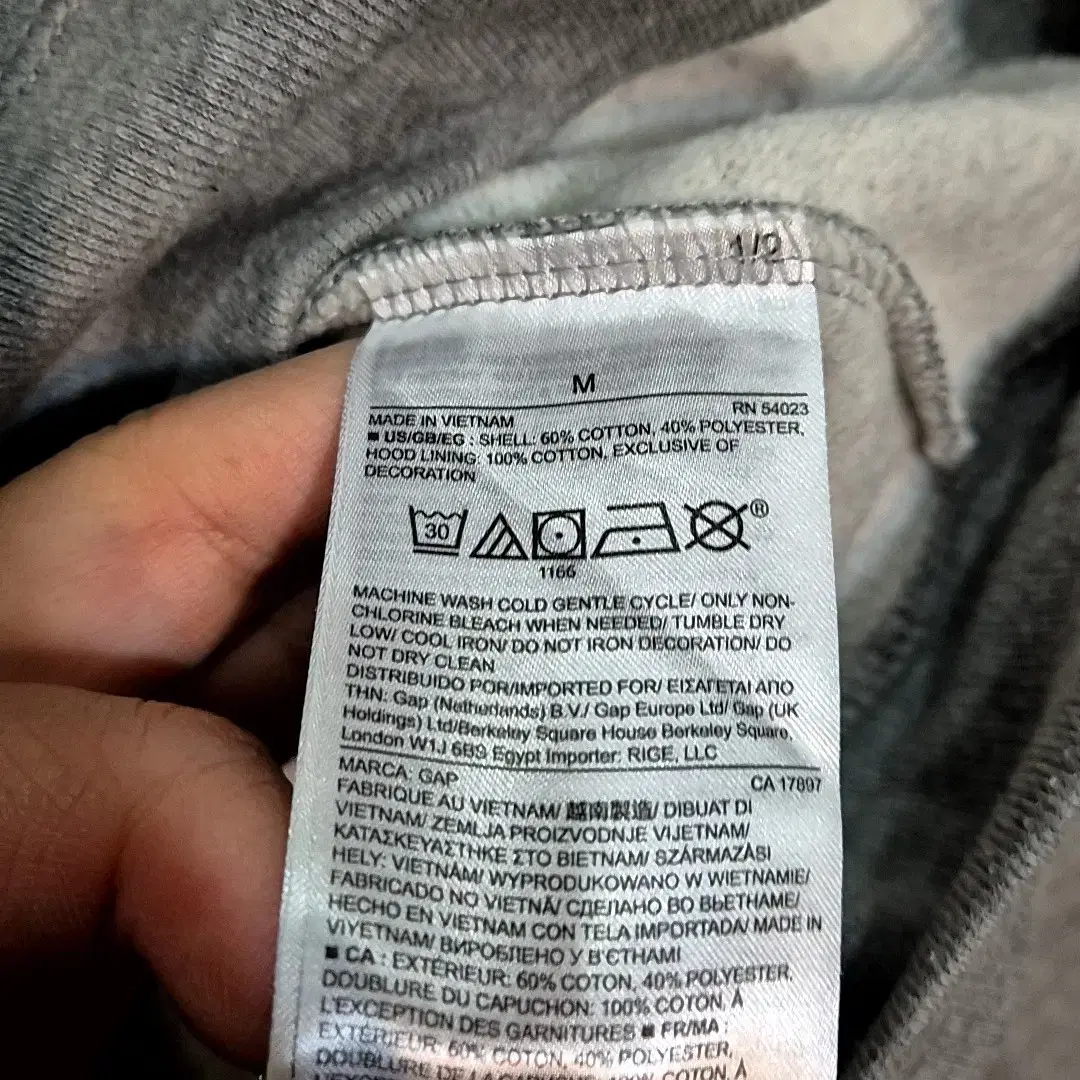 1/2
M
RN 54023
MADE IN VIETNAM
■ US/GB/EG : SHELL: 60% COTTON, 40% POLYESTER,
HOOD LINING: 100% COTTON, EXCLUSIVE OF
DECORATION
30
®
1166
MACHINE WASH COLD GENTLE CYCLE/ ONLY NON-
CHLORINE BLEACH WHEN NEEDED/ TUMBLE DRY
LOW/ COOL IRON/ DO NOT IRON DECORATION/ DO
NOT DRY CLEAN
DISTRIBUIDO POR/IMPORTED FOR/ ΕΙΣΑΓΕΤΑΙ ΑΠΟ
THN: Gap (Netherlands) B.V./ Gap Europe Ltd/ Gap (UK
Holdings) Ltd/Berkeley Square House Berkeley Square,
London W1J 6BS Egypt Importer: RIGE, LLC
MARCA: GAP
CA 17897
FABRIQUE AU VIETNAM/ 越南製造/ DIBUAT DI
VIETNAM/ ZEMLJA PROIZVODNJE VIJETNAM/
ΚΑΤΑΣΚΕΥΑΣΤΗΚΕ ΣΤΟ ΒΙΕΤΝΑΜ/ SZÁRMAZÁSI
HELY: VIETNAM/ WYPRODUKOWANO W WIETNAMIE/
FABRICADO NO VIETNÃ/ СДЕЛАНО ВО ВЬЕТНАМЕ/
HECHO EN VIETNAM CON TELA IMPORTADA/ MADE IN
VIYETNAM/ ВИРОБЛЕНО У В'ЄТНАМІ
■ CA : EXTÉRIEUR: 60% COTON, 40% POLYESTER,
DOUBLURE DU CAPUCHON: 100% COTON, À
L'EXCEPTION DES GARNITURES ■ FR/MA :
EXTÉRIEUR: 60% COTON, 40% POLYESTER,
DOUBLURE DE LA 100% COTON, À